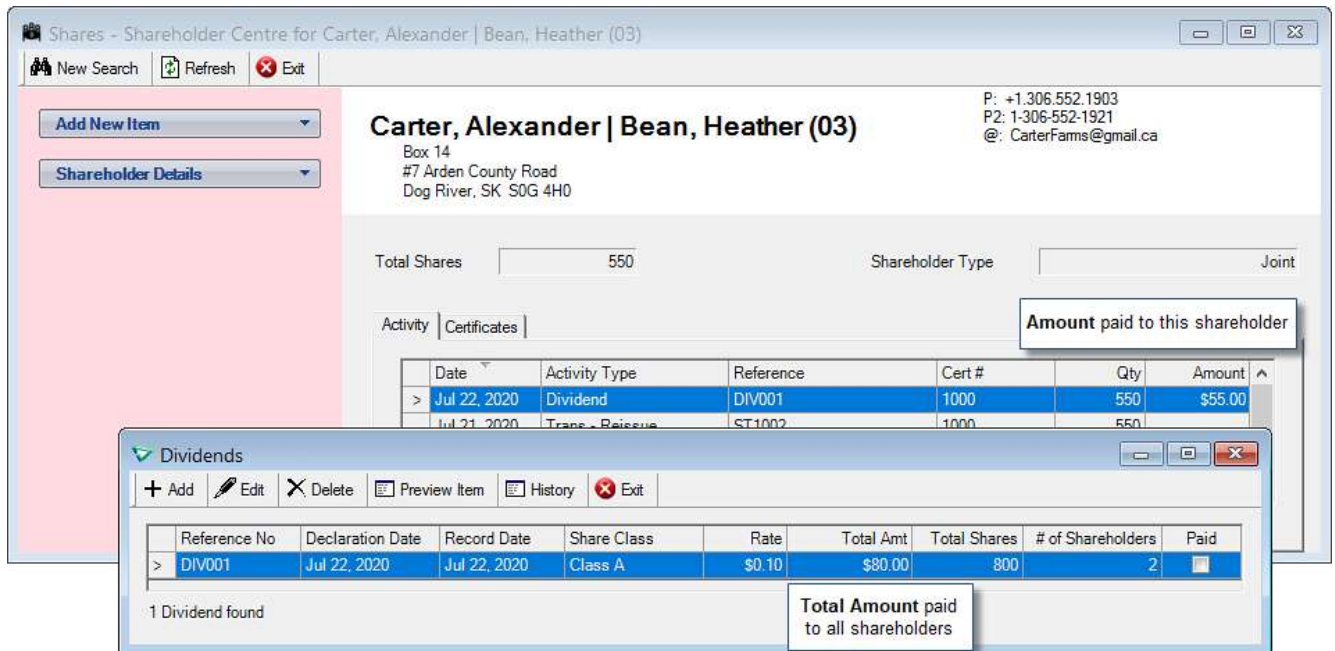 Shares - Shareholder Centre for Carter, Alexander | Bean, Heather (03)
New Search Refresh Exit
Add New Item
Shareholder Details
Carter, Alexander | Bean, Heather (03)
Box 14
#7 Arden County Road
Dog River, SK S0G 4H0
P: +1.306.552.1903
P2: 1-306-552-1921
@: CarterFarms@gmail.ca
Total Shares 550 Shareholder Type Joint
Amount paid to this shareholder
Activity Certificates
Date Activity Type Reference Cert # Qty Amount
> Jul 22, 2020 Dividend DIV001 1000 550 $55.00
Jul 21, 2020 Trans - Reissue ST1002 1000 550
Dividends
Add Edit Delete Preview Item History Exit
Reference No Declaration Date Record Date Share Class Rate Total Amt Total Shares # of Shareholders Paid
> DIV001 Jul 22, 2020 Jul 22, 2020 Class A $0.10 $80.00 800 2
1 Dividend found
Total Amount paid
to all shareholders